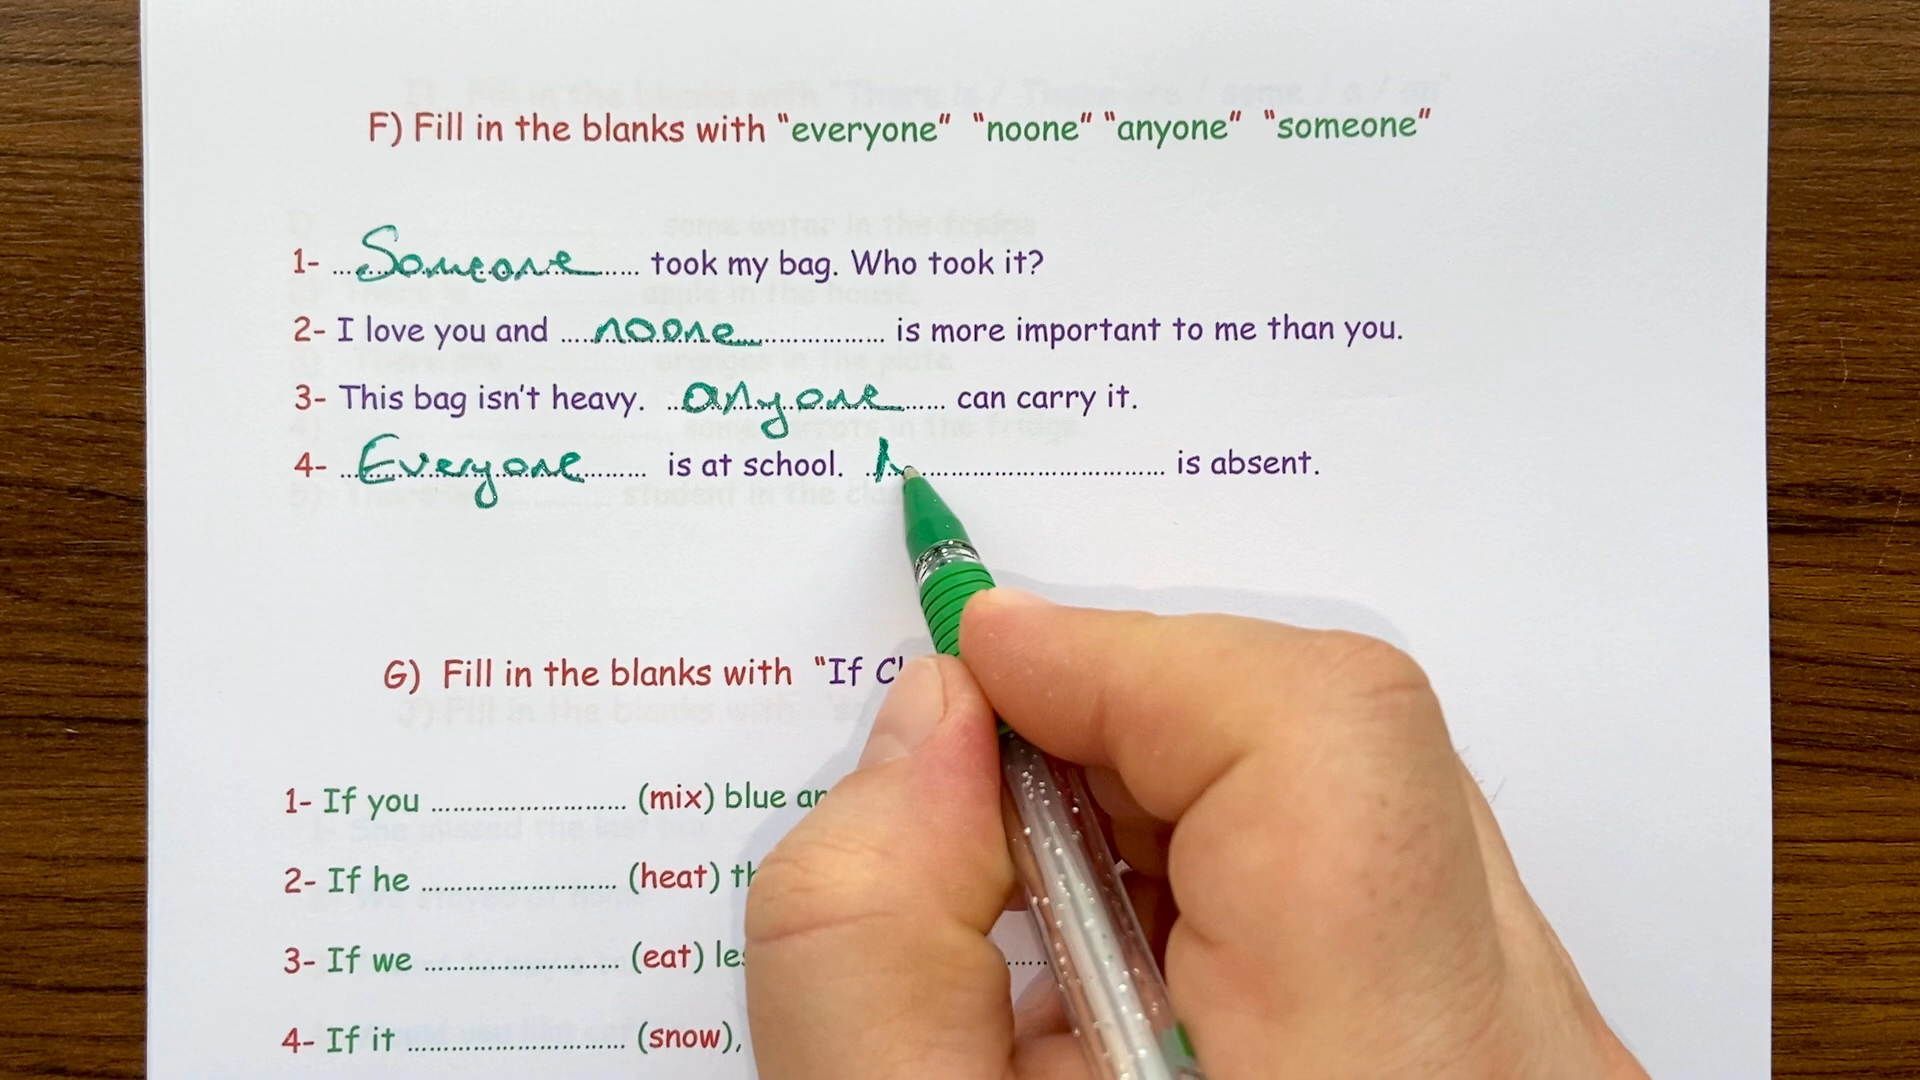 F) Fill in the blanks with "everyone" "noone" "anyone" "someone"
1- ...Someone... took my bag. Who took it?
2- I love you and ...noone... is more important to me than you.
3- This bag isn't heavy. ...anyone... can carry it.
4- ...Everyone... is at school. ...N... is absent.
G) Fill in the blanks with "If
1- If you ........................... (mix) blue
2- If he ........................... (heat)
3- If we ........................... (eat)
4- If it .............................. (snow),